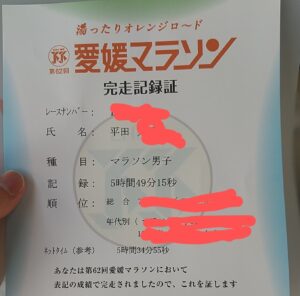 湯ったりオレンジロ～ド
第62回 愛媛マラソン
完走記録証
レースナンバー：
氏名：平田
種目：マラソン男子
記録：5時間49分15秒
順位：総合
年代別（
ネットタイム（参考） 5時間34分55秒
あなたは第62回愛媛マラソンにおいて
表記の成績で完走されましたので、これを証します